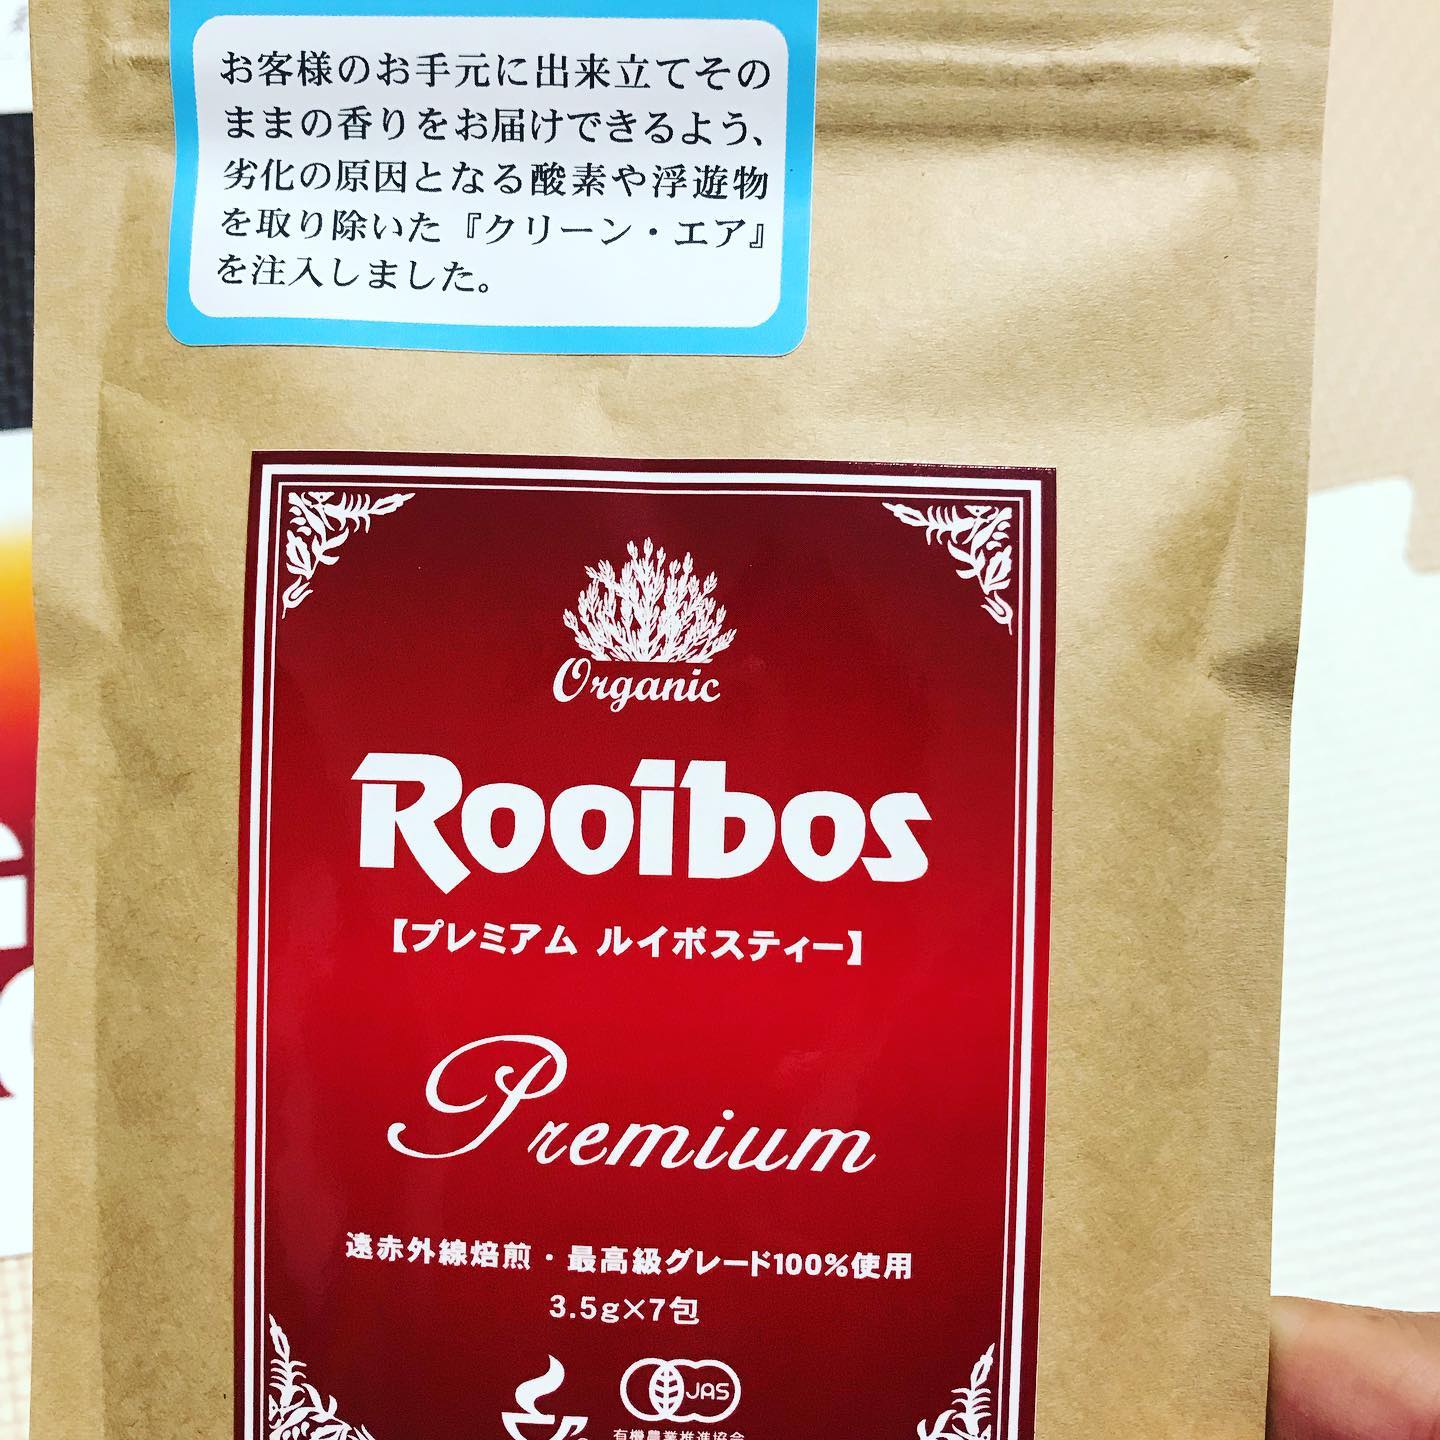 お客様のお手元に出来立てその
ままの香りをお届けできるよう、
劣化の原因となる酸素や浮遊物
を取り除いた『クリーン・エア』
を注入しました。
Organic
Rooibos
【プレミアム ルイボスティー】
Premium
遠赤外線焙煎・最高級グレード100%使用
3.5g×7包
JAS
有機農業推進協会